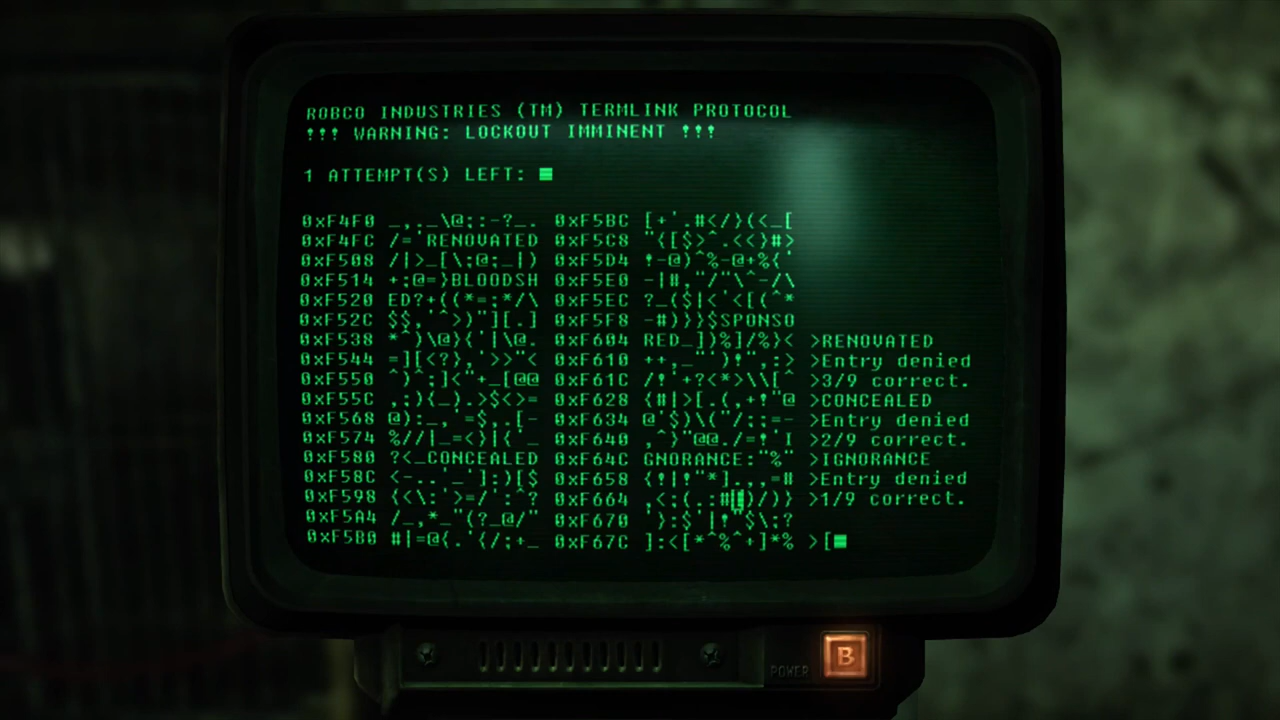 ROBCO INDUSTRIES (TM) TERMLINK PROTOCOL
!!! WARNING: LOCKOUT IMMINENT !!!
1 ATTEMPT(S) LEFT:
0xF4F0 _,;_\@;:-?_. 0xF5BC [+'.#</}(<_[
0xF4FC /='RENOVATED 0xF5C8 "{[$>^.<<}#>
0xF508 /|>_[\;@;_|) 0xF5D4 !-@)^%-@+%{'
0xF514 +:@=}BLOODSH 0xF5E0 -|#,"/"\^-/\
0xF520 ED?+((*=;*/\ 0xF5EC ?_($|<'<[(^*
0xF52C $$,'^>)"][.] 0xF5F8 -#)}}$SPONSO
0xF538 *^)\@{'|\@. 0xF604 RED_])%]/%}< >RENOVATED
0xF544 =][<?},'>>"< 0xF610 ++,_"')!",:> >Entry denied
0xF550 ^)^;]<"+_[@@ 0xF61C /!'+?<*>\\[^ >3/9 correct.
0xF55C ,;){_).>$<>= 0xF628 {#|>[.(,+!"@ >CONCEALED
0xF568 @):_,'=$,.[- 0xF634 @'$)\("/::=- >Entry denied
0xF574 %//|_=<}|{'_ 0xF640 ,^}"@@./=!'I >2/9 correct.
0xF580 ?<_CONCEALED 0xF64C GNORANCE:"%" >IGNORANCE
0xF58C <-..'_']:)[$ 0xF658 {!|!"*].,,=# >Entry denied
0xF598 {<\:'>=/':^? 0xF664 ,<:(.:#[!)/)} >1/9 correct.
0xF5A4 /_,*_"(?_@/" 0xF670 '}:$'|!"$\:?
0xF5B0 #|=@{.'{/;+_ 0xF67C ]:<[*^%^+]*% >[
POWER B